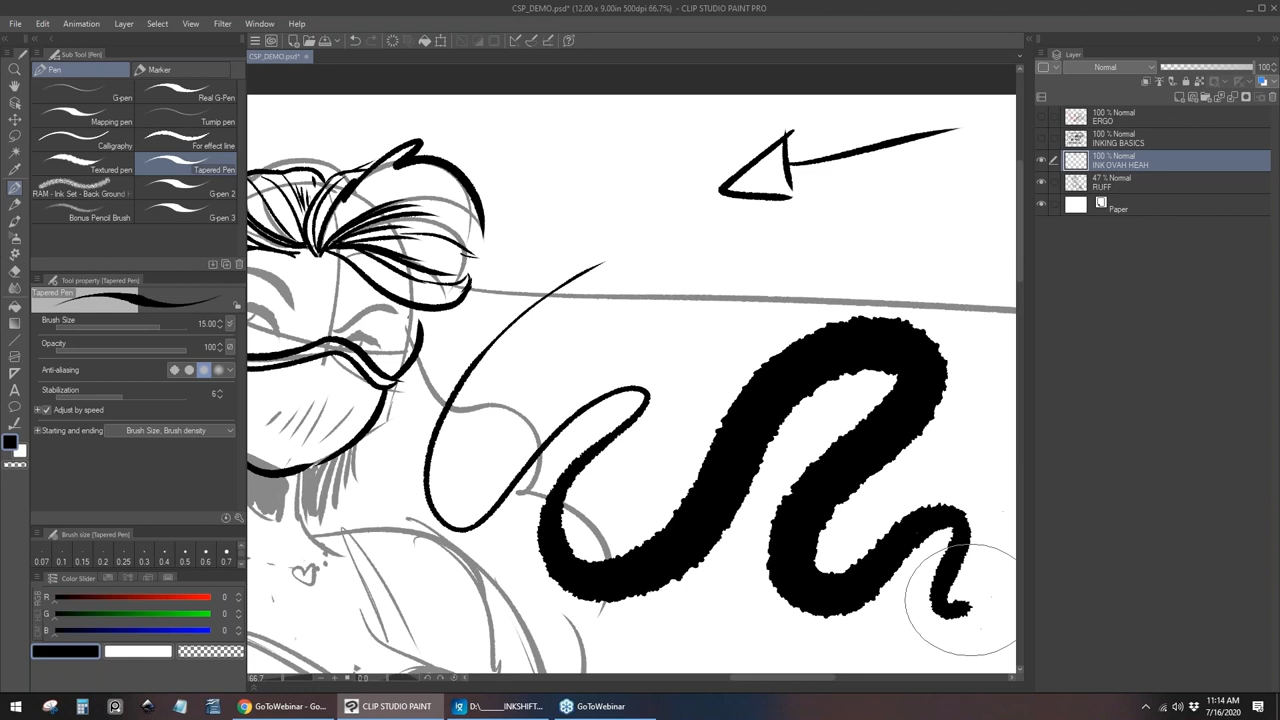 CSP_DEMO.psd* (12.00 x 9.00in 500dpi 66.7%) - CLIP STUDIO PAINT PRO
File Edit Animation Layer Select View Filter Window Help
Sub Tool [Pen]
CSP_DEMO.psd*
Layer
Pen Marker
Normal 100
G-pen Real G-Pen
Mapping pen Turnip pen
Calligraphy For effect line
Textured pen Tapered Pen
RAM - Ink Set - Back Ground G-pen 2
Bonus Pencil Brush G-pen 3
100 % Normal
ERGO
100 % Normal
INKING BASICS
100 % Normal
INK OVAH HEAH
47 % Normal
RUFF
Paper
Tool property [Tapered Pen]
Tapered Pen
Brush Size 15.00
Opacity 100
Anti-aliasing
Stabilization 6
Adjust by speed
Starting and ending Brush Size, Brush density
Brush size [Tapered Pen]
0.07 0.1 0.15 0.2 0.25 0.3 0.4 0.5 0.6 0.7
Color Slider
R 0
G 0
B 0
66.7 0.0
GoToWebinar - Go... CLIP STUDIO PAINT D:\_____INKSHIFT... GoToWebinar
11:14 AM
7/16/2020